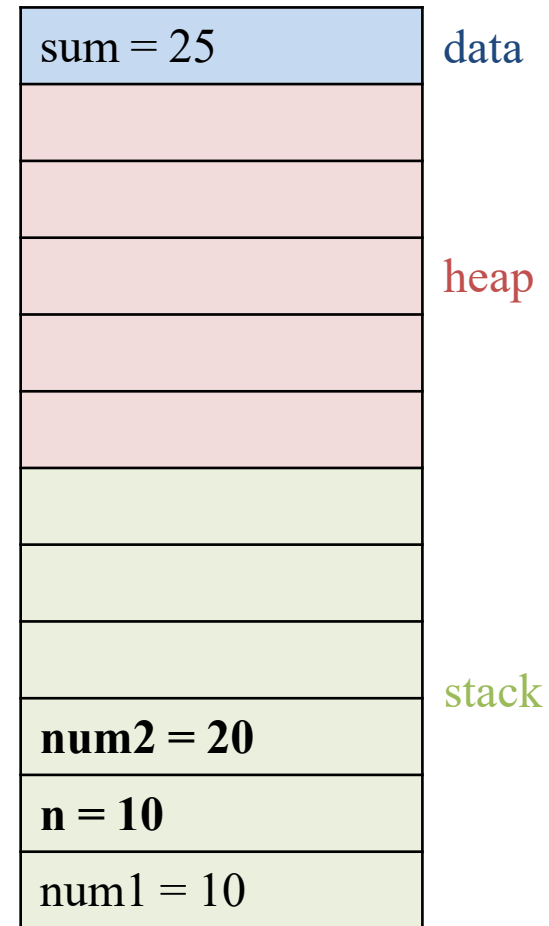 sum = 25
data
heap
stack
num2 = 20
n = 10
num1 = 10